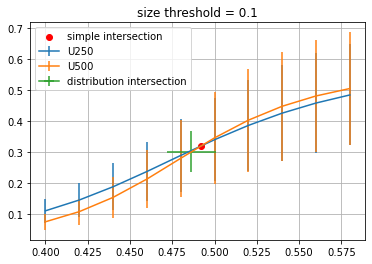 size threshold = 0.1
simple intersection
U250
U500
distribution intersection
0.7
0.6
0.5
0.4
0.3
0.2
0.1
0.400 0.425 0.450 0.475 0.500 0.525 0.550 0.575